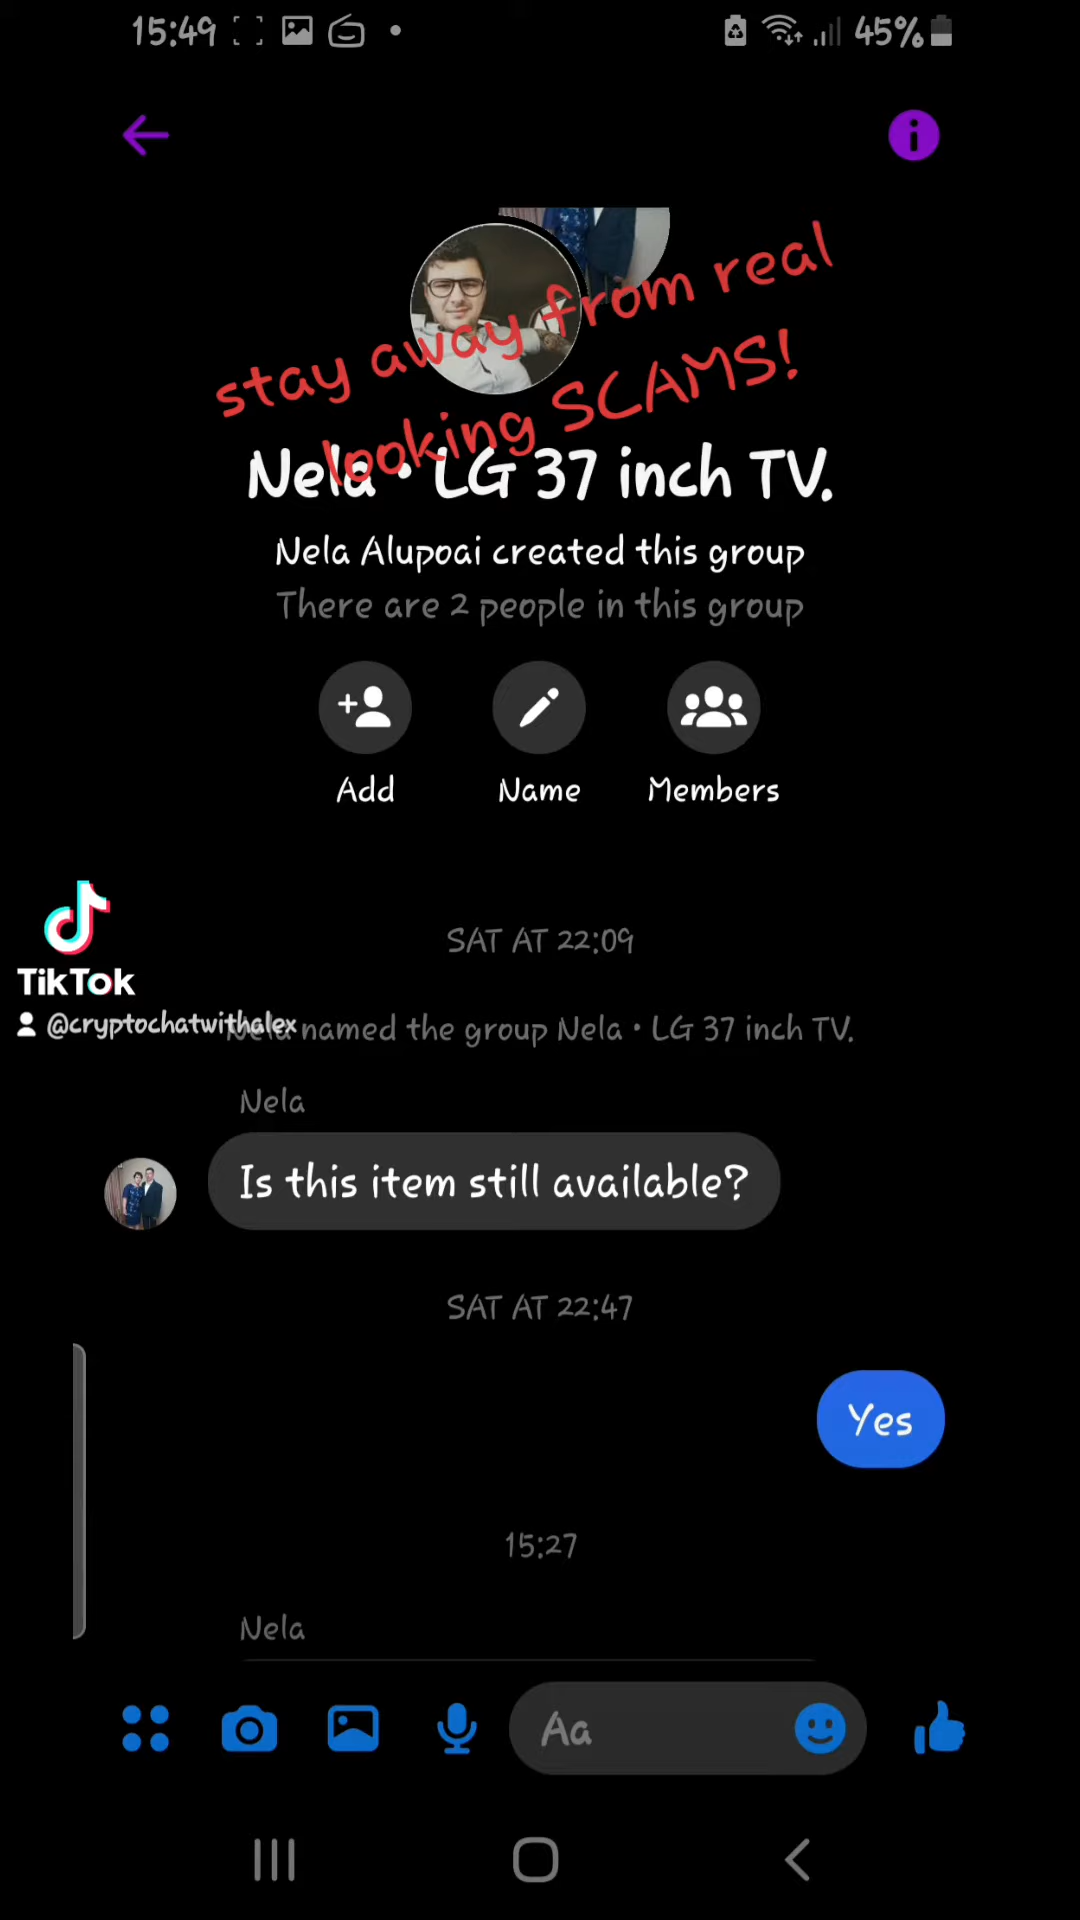 15:49
45%
stay away from real
looking SCAMS!
Nela • LG 37 inch TV.
Nela Alupoai created this group
There are 2 people in this group
Add Name Members
SAT AT 22:09
TikTok
@cryptochatwithalex
Nela named the group Nela • LG 37 inch TV.
Nela
Is this item still available?
SAT AT 22:47
Yes
15:27
Nela
Aa